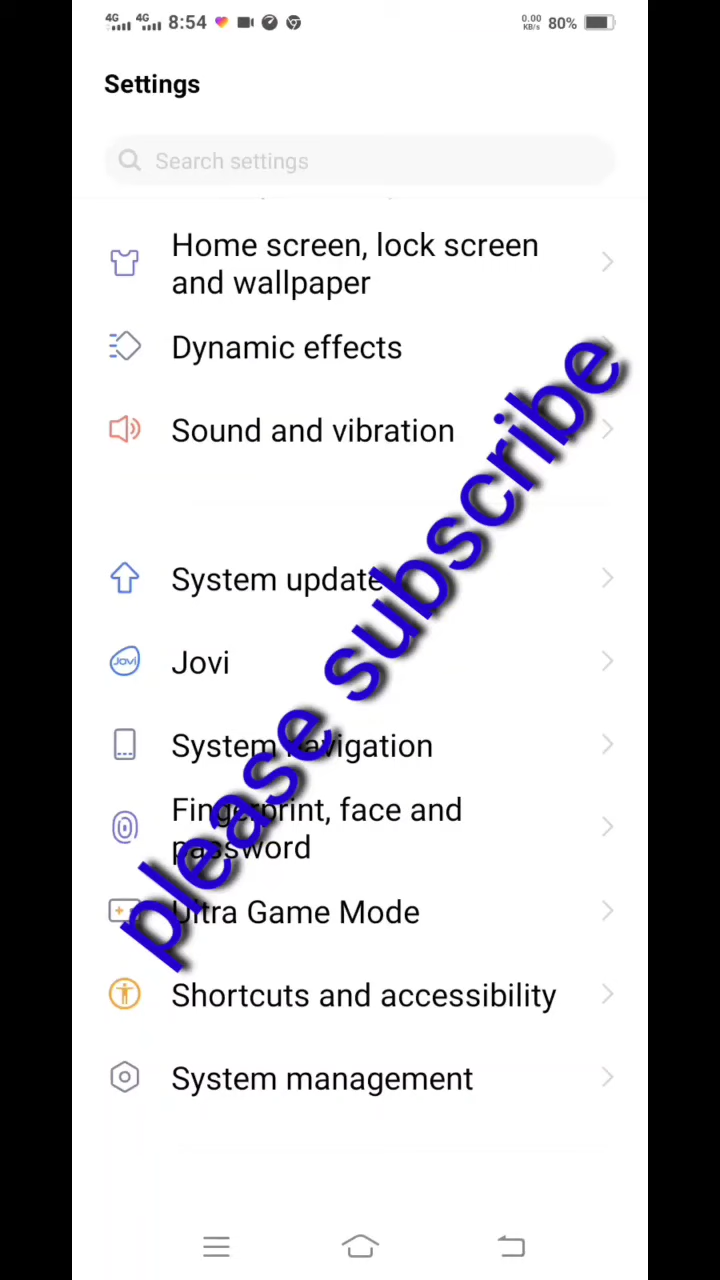 4G 4G 8:54 0.00 KB/s 80%
Settings
Search settings
Home screen, lock screen
and wallpaper
Dynamic effects
Sound and vibration
System update
Jovi
Jovi
System navigation
Fingerprint, face and
password
Ultra Game Mode
Shortcuts and accessibility
System management
please subscribe